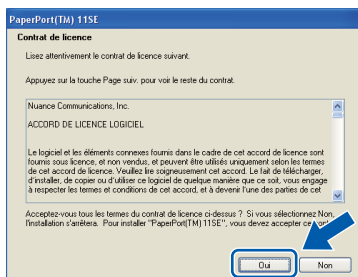 PaperPort(TM) 11SE
Contrat de licence
Lisez attentivement le contrat de licence suivant.
Appuyez sur la touche Page suiv. pour voir le reste du contrat.
Nuance Communications, Inc.
ACCORD DE LICENCE LOGICIEL
Le logiciel et les éléments connexes fournis dans le cadre de cet accord de licence sont
fournis sous licence, et non vendus, et peuvent être utilisés uniquement selon les termes
de cet accord de licence. Veuillez lire soigneusement cet accord. Le fait de télécharger,
d'installer, de copier ou d'utiliser ce logiciel de quelque manière que ce soit, vous engage
à respecter les termes et conditions de cet accord, et à devenir l'une des parties de cet
Acceptez-vous tous les termes du contrat de licence ci-dessus ? Si vous sélectionnez Non,
l'installation s'arrêtera. Pour installer "PaperPort(TM) 11SE", vous devez accepter ce
Oui
Non